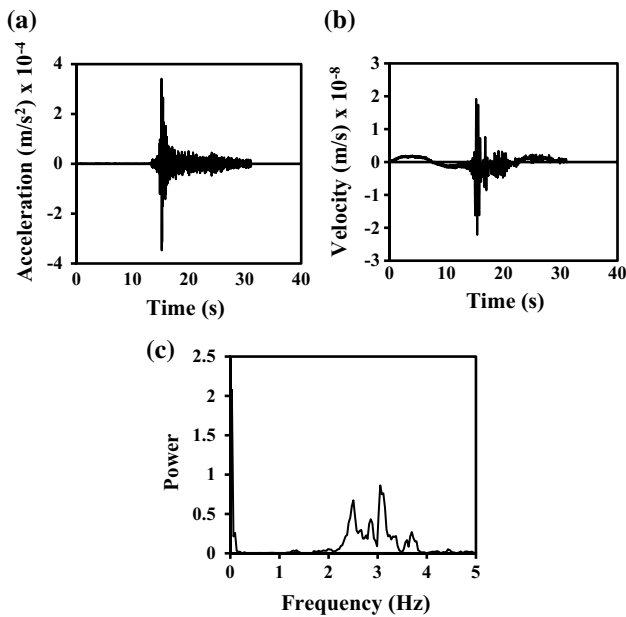 (a)
Acceleration (m/s²) x 10⁻⁴
4
2
0
-2
-4
0 10 20 30 40
Time (s)
(b)
Velocity (m/s) x 10⁻⁸
3
2
1
0
-1
-2
-3
0 10 20 30 40
Time (s)
(c)
Power
2.5
2
1.5
1
0.5
0
0 1 2 3 4 5
Frequency (Hz)